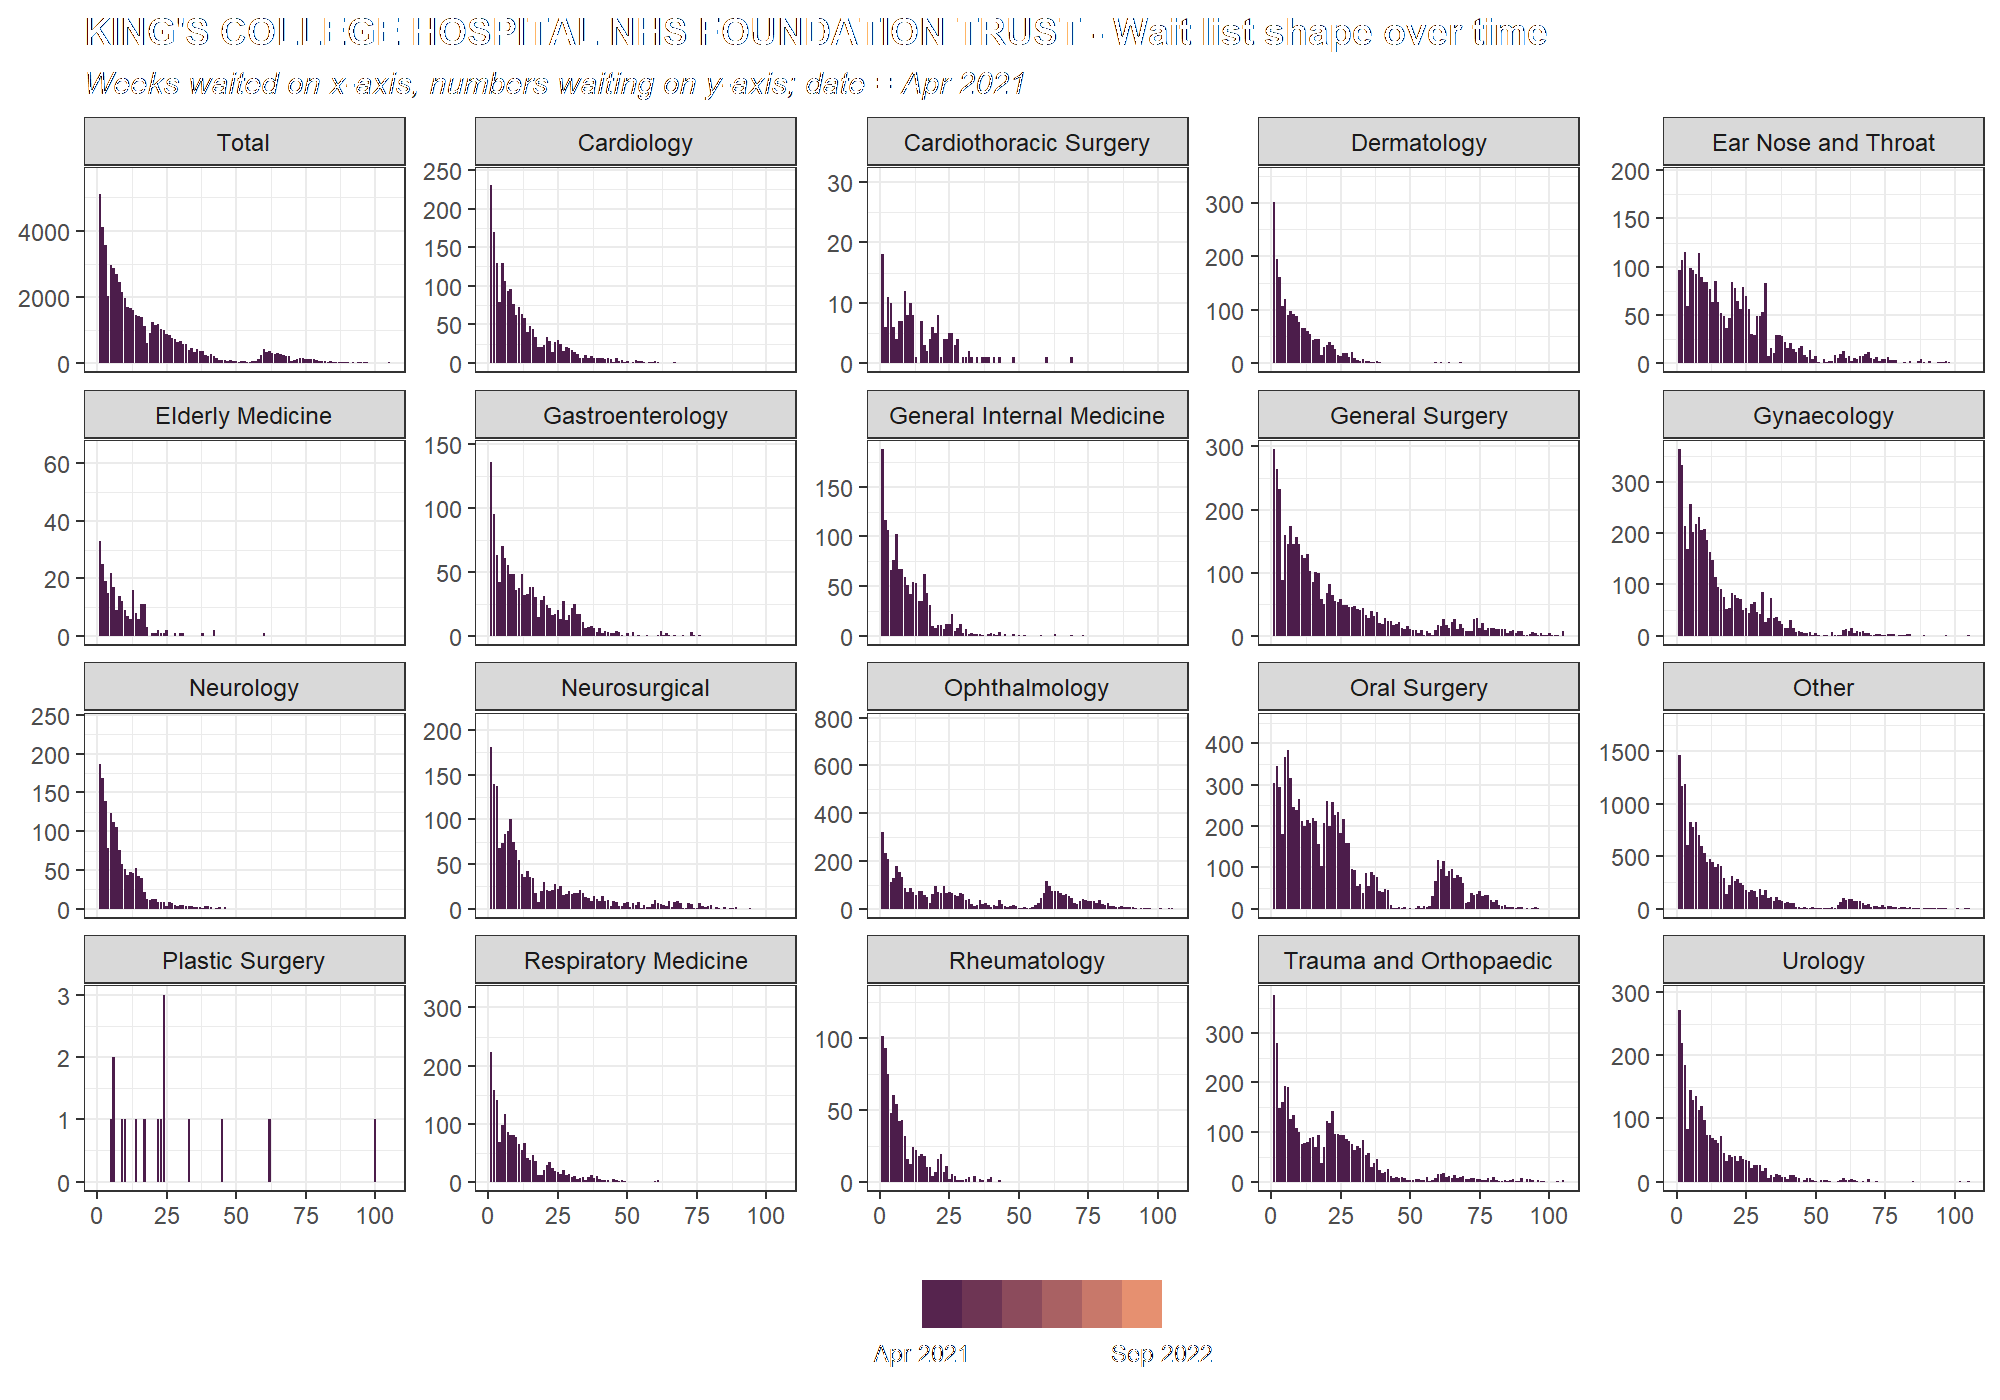 KING'S COLLEGE HOSPITAL NHS FOUNDATION TRUST - Wait list shape over time
Weeks waited on x-axis, numbers waiting on y-axis; date = Apr 2021
Total
Cardiology
Cardiothoracic Surgery
Dermatology
Ear Nose and Throat
4000
2000
0
250
200
150
100
50
0
30
20
10
0
300
200
100
0
200
150
100
50
0
Elderly Medicine
Gastroenterology
General Internal Medicine
General Surgery
Gynaecology
60
40
20
0
150
100
50
0
150
100
50
0
300
200
100
0
300
200
100
0
Neurology
Neurosurgical
Ophthalmology
Oral Surgery
Other
250
200
150
100
50
0
200
150
100
50
0
800
600
400
200
0
400
300
200
100
0
1500
1000
500
0
Plastic Surgery
Respiratory Medicine
Rheumatology
Trauma and Orthopaedic
Urology
3
2
1
0
300
200
100
0
100
50
0
300
200
100
0
300
200
100
0
0 25 50 75 100
0 25 50 75 100
0 25 50 75 100
0 25 50 75 100
0 25 50 75 100
Apr 2021
Sep 2022